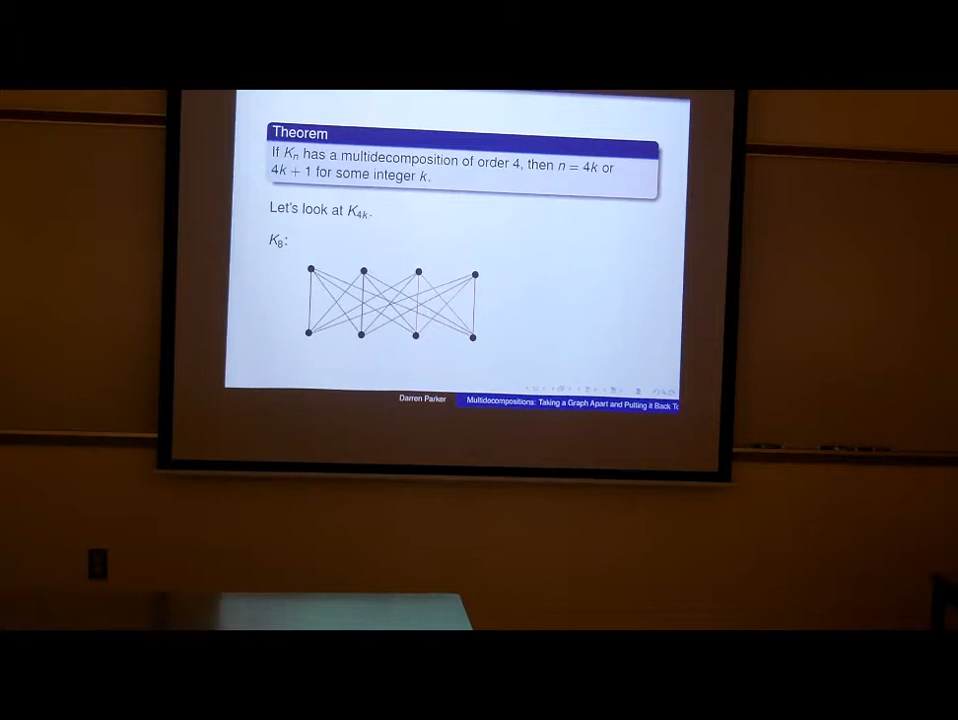 Theorem
If Kₙ has a multidecomposition of order 4, then n = 4k or
4k + 1 for some integer k.
Let's look at K₄ₖ.
K₈:
Darren Parker
Multidecompositions: Taking a Graph Apart and Putting it Back To